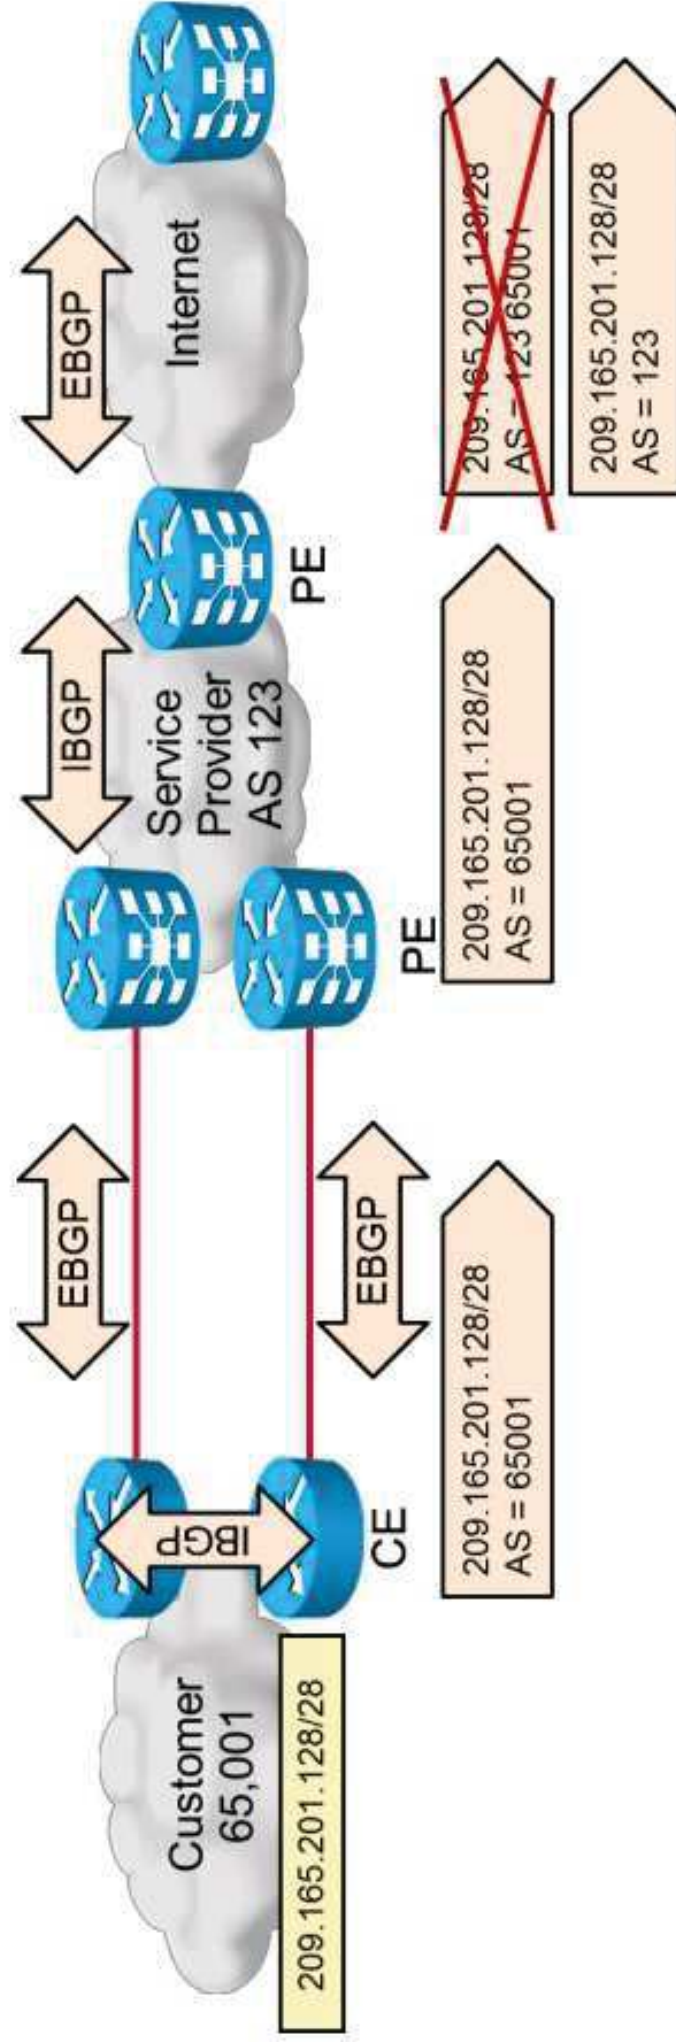 EBGP
IBGP
EBGP
Customer
65,001
IBGP
Service
Provider
AS 123
Internet
209.165.201.128/28
CE
EBGP
PE
PE
209.165.201.128/28
AS = 65001
209.165.201.128/28
AS = 65001
209.165.201.128/28
AS = 123 65001
209.165.201.128/28
AS = 123